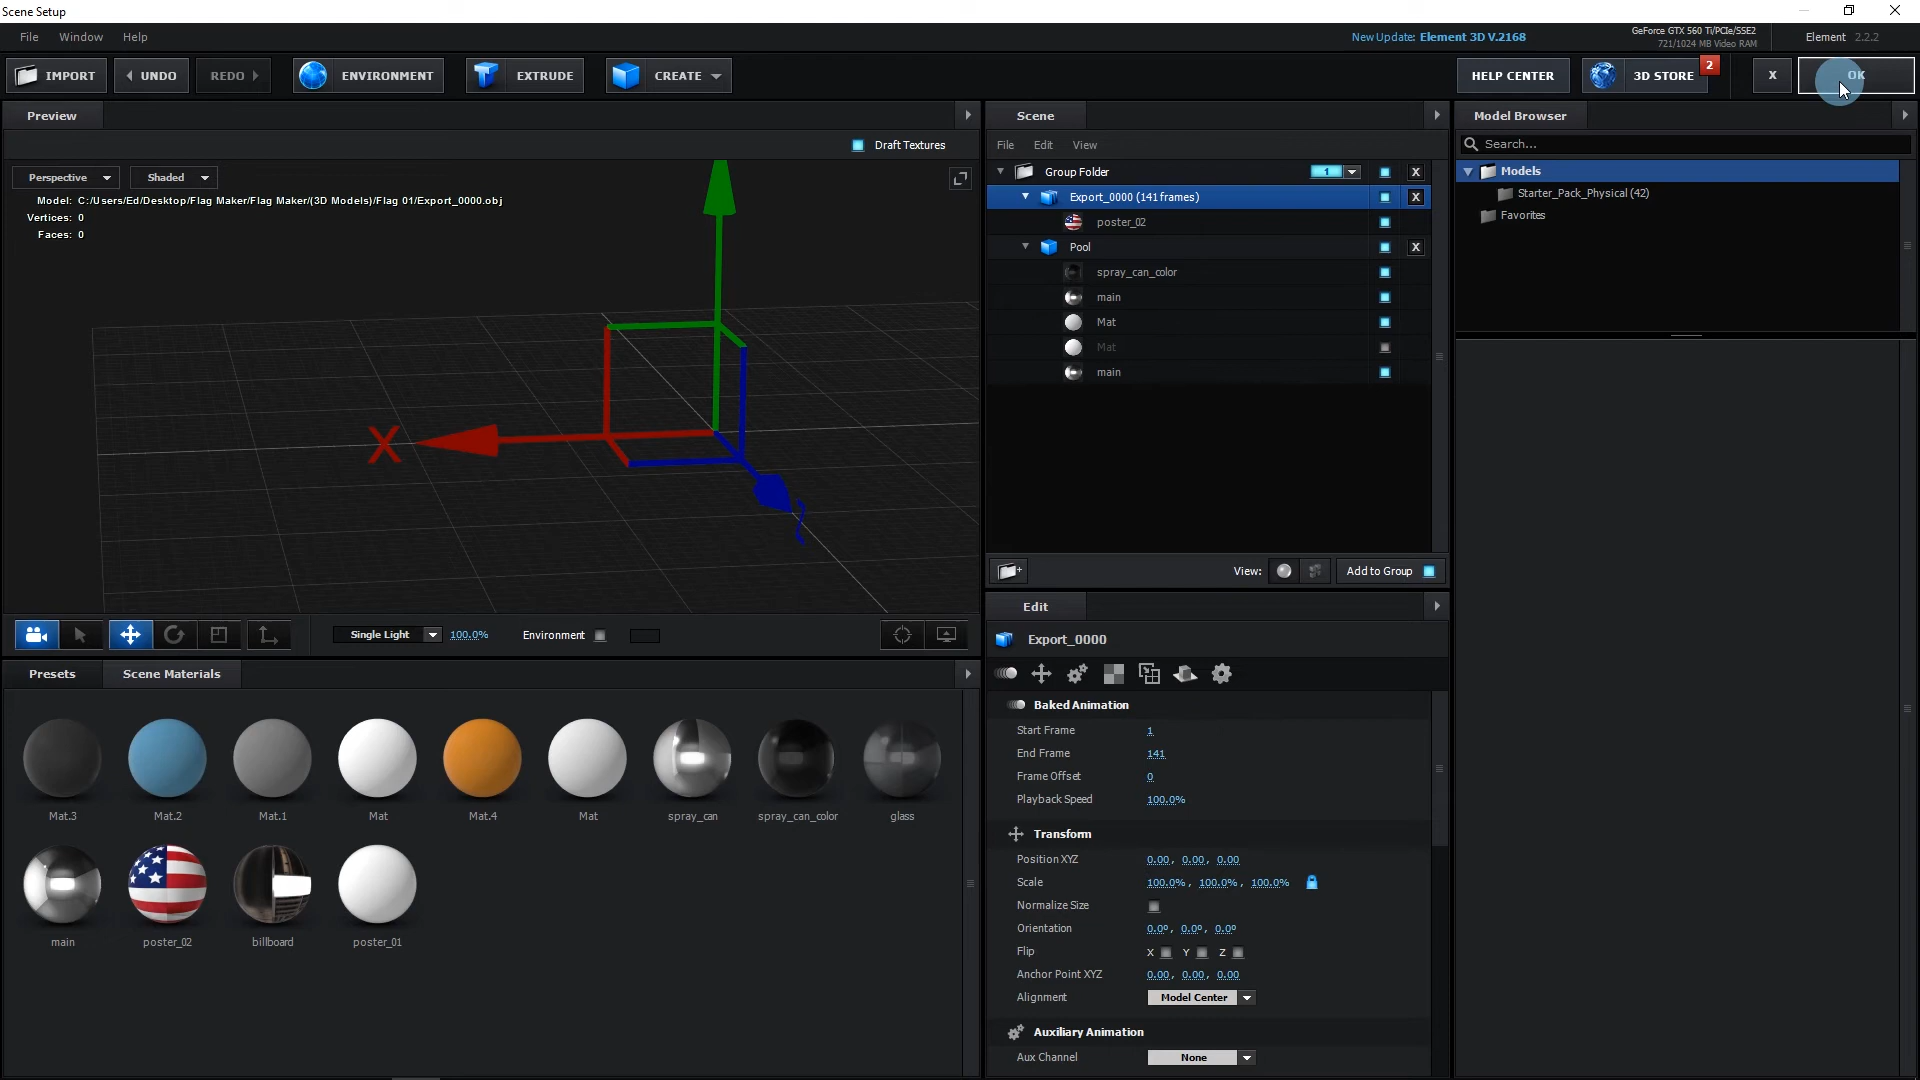 Scene Setup
File Window Help
New Update: Element 3D V.2168
GeForce GTX 560 Ti/PCIe/SSE2
721/1024 MB Video RAM
Element 2.2.2
IMPORT
UNDO
REDO
ENVIRONMENT
EXTRUDE
CREATE
HELP CENTER
3D STORE
2
X
OK
Preview
Draft Textures
Perspective
Shaded
Model: C:/Users/Ed/Desktop/Flag Maker/Flag Maker/(3D Models)/Flag 01/Export_0000.obj
Vertices: 0
Faces: 0
X
Single Light
100.0%
Environment
Scene
File Edit View
Group Folder 1 X
Export_0000 (141 frames) X
poster_02
Pool X
spray_can_color
main
Mat
Mat
main
View:
Add to Group
Model Browser
Search...
Models
Starter_Pack_Physical (42)
Favorites
Presets
Scene Materials
Mat.3
Mat.2
Mat.1
Mat
Mat.4
Mat
spray_can
spray_can_color
glass
main
poster_02
billboard
poster_01
Edit
Export_0000
Baked Animation
Start Frame 1
End Frame 141
Frame Offset 0
Playback Speed 100.0%
Transform
Position XYZ 0.00, 0.00, 0.00
Scale 100.0%, 100.0%, 100.0%
Normalize Size
Orientation 0.0º, 0.0º, 0.0º
Flip X Y Z
Anchor Point XYZ 0.00, 0.00, 0.00
Alignment Model Center
Auxiliary Animation
Aux Channel None